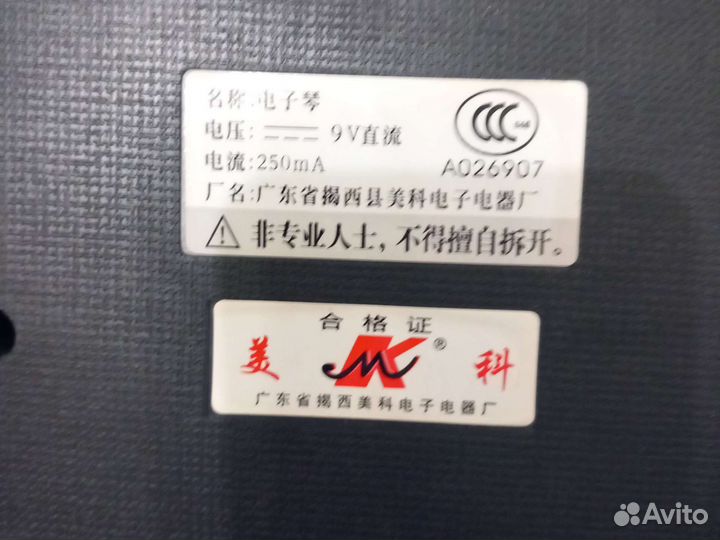 名称:电子琴
电压: 9V直流
电流:250mA
CCC
A026907
厂名:广东省揭西县美科电子电器厂
非专业人士，不得擅自拆开。
合格证
美 MK® 科
广东省揭西美科电子电器厂
Avito